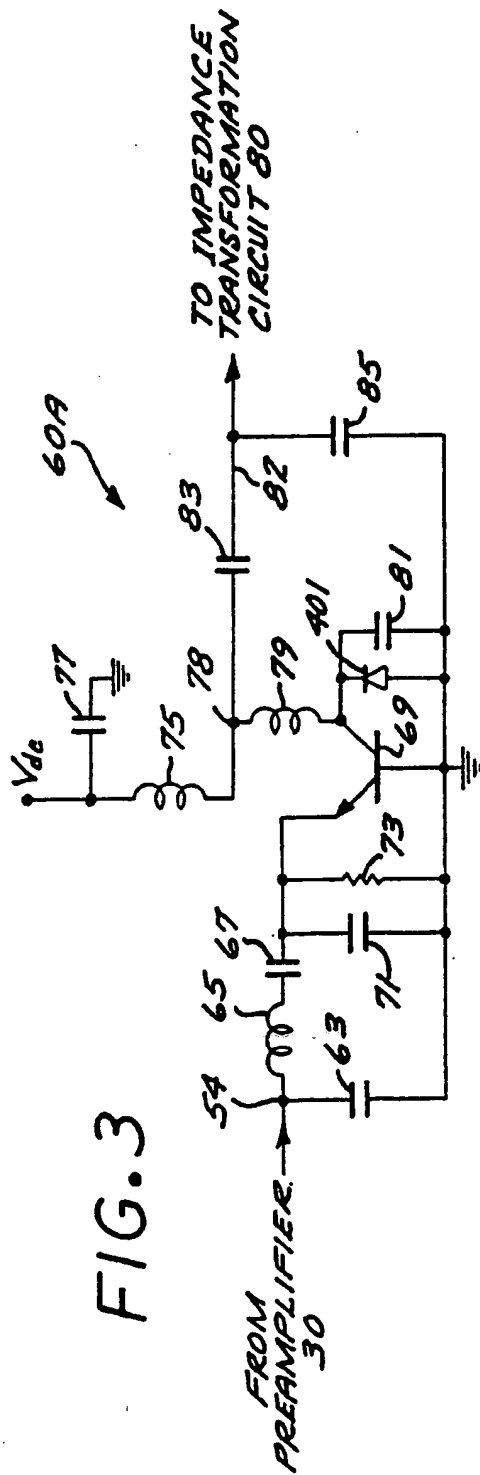 FIG.3
60A
Vdc
77
75
78
83
82
TO IMPEDANCE
TRANSFORMATION
CIRCUIT 80
79
401
81
85
69
54
65
67
63
71
73
FROM
PREAMPLIFIER
30